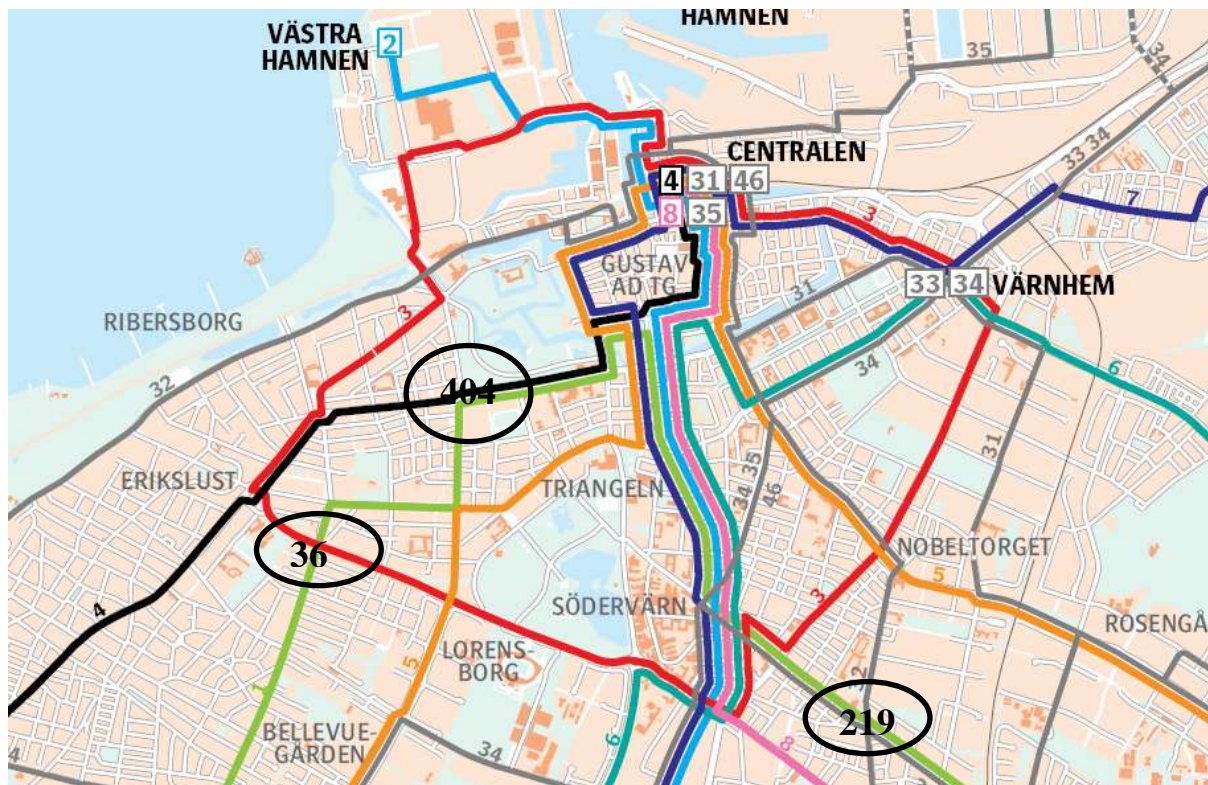 HAMNEN
VÄSTRA
HAMNEN
2
35
34
CENTRALEN
33 34
4 31 46
8 35
3
7
GUSTAV
AD TG
33 34
VÄRNHEM
31
RIBERSBORG
3
32
34
6
404
31
ERIKSLUST
TRIANGELN
34 35
46
36
NOBELTORGET
5
4
SÖDERVÄRN
3
ROSENGÅ
LORENS-
BORG
1
5
32
219
BELLEVUE-
GÅRDEN
34
6
8
4